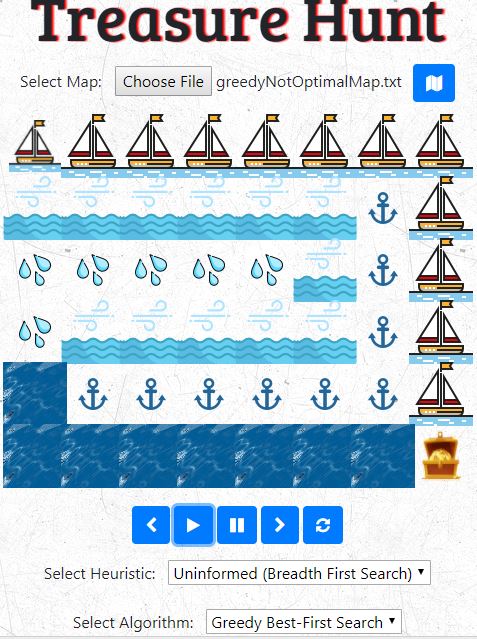 Treasure Hunt
Select Map: Choose File greedyNotOptimalMap.txt
Select Heuristic: Uninformed (Breadth First Search)
Select Algorithm: Greedy Best-First Search